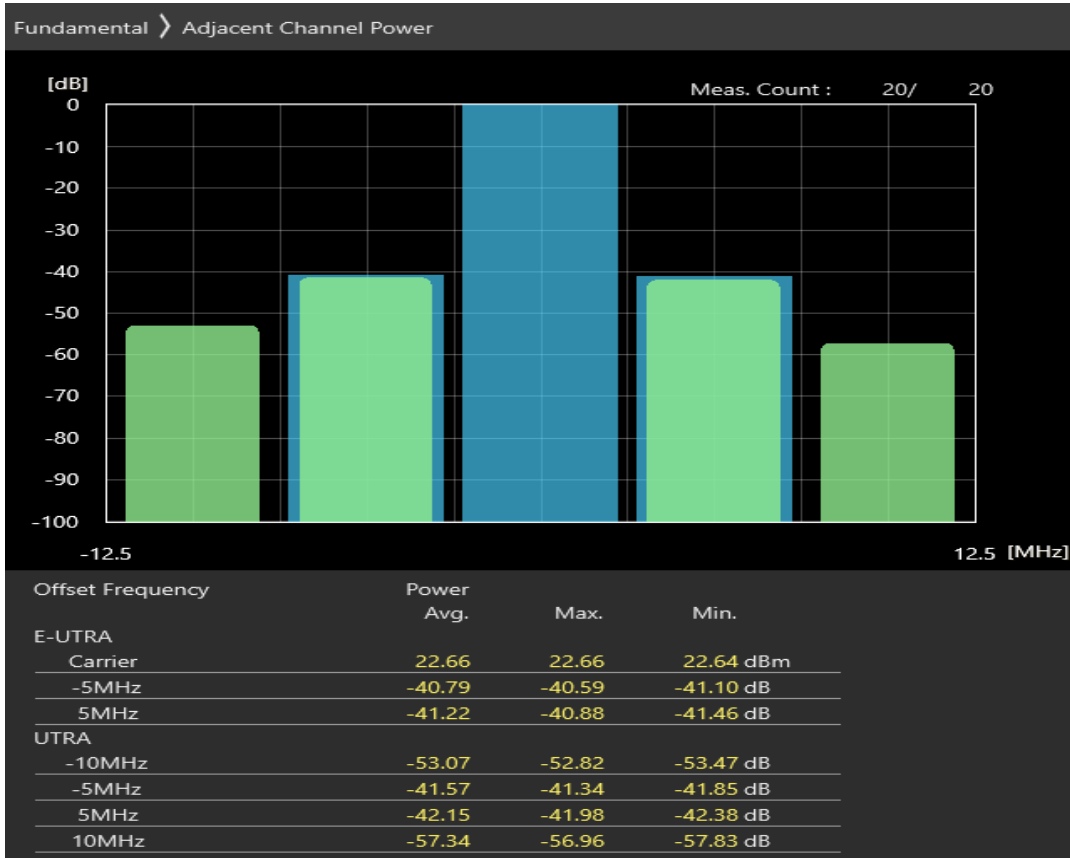 Fundamental 〉 Adjacent Channel Power
[dB]
Meas. Count : 20/ 20
0
-10
-20
-30
-40
-50
-60
-70
-80
-90
-100
-12.5 12.5 [MHz]
Offset Frequency Power
Avg. Max. Min.
E-UTRA
Carrier 22.66 22.66 22.64 dBm
-5MHz -40.79 -40.59 -41.10 dB
5MHz -41.22 -40.88 -41.46 dB
UTRA
-10MHz -53.07 -52.82 -53.47 dB
-5MHz -41.57 -41.34 -41.85 dB
5MHz -42.15 -41.98 -42.38 dB
10MHz -57.34 -56.96 -57.83 dB